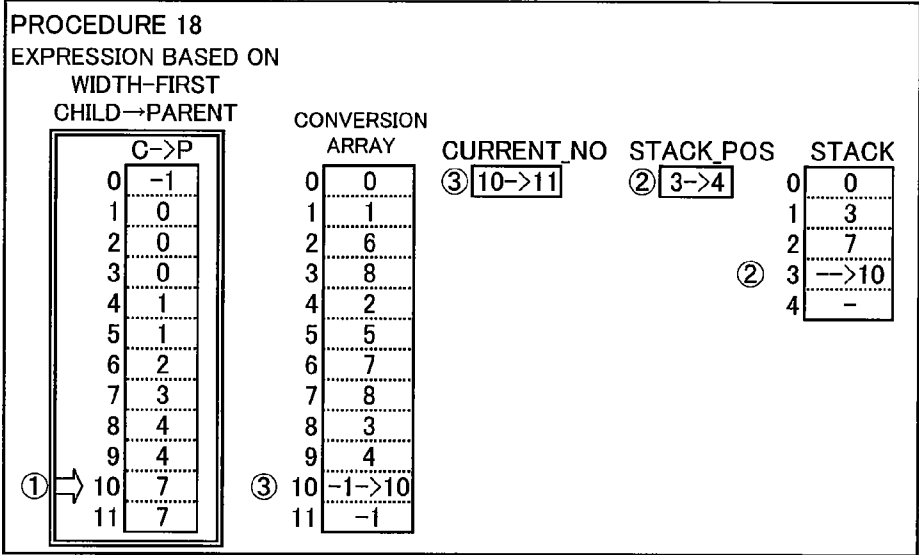 PROCEDURE 18
EXPRESSION BASED ON
WIDTH-FIRST
CHILD→PARENT
CONVERSION
ARRAY
CURRENT_NO
STACK_POS
STACK
C->P
0 -1
1 0
2 0
3 0
4 1
5 1
6 2
7 3
8 4
9 4
① ⇨ 10 7
11 7
0 0
1 1
2 6
3 8
4 2
5 5
6 7
7 8
8 3
9 4
③ 10 -1->10
11 -1
③ 10->11
② 3->4
0 0
1 3
2 7
② 3 -->10
4 -